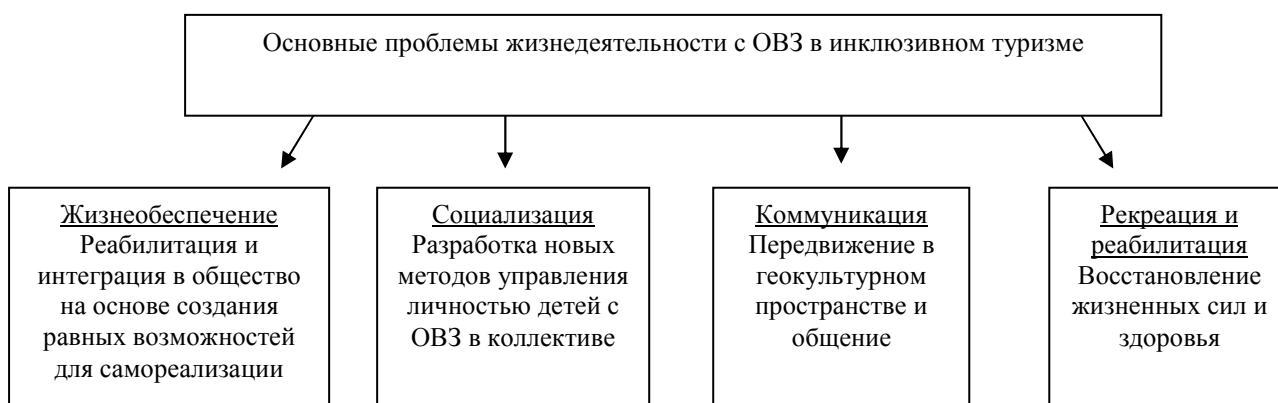 Основные проблемы жизнедеятельности с ОВЗ в инклюзивном туризме
Жизнеобеспечение
Реабилитация и
интеграция в общество
на основе создания
равных возможностей
для самореализации
Социализация
Разработка новых
методов управления
личностью детей с
ОВЗ в коллективе
Коммуникация
Передвижение в
геокультурном
пространстве и
общение
Рекреация и
реабилитация
Восстановление
жизненных сил и
здоровья